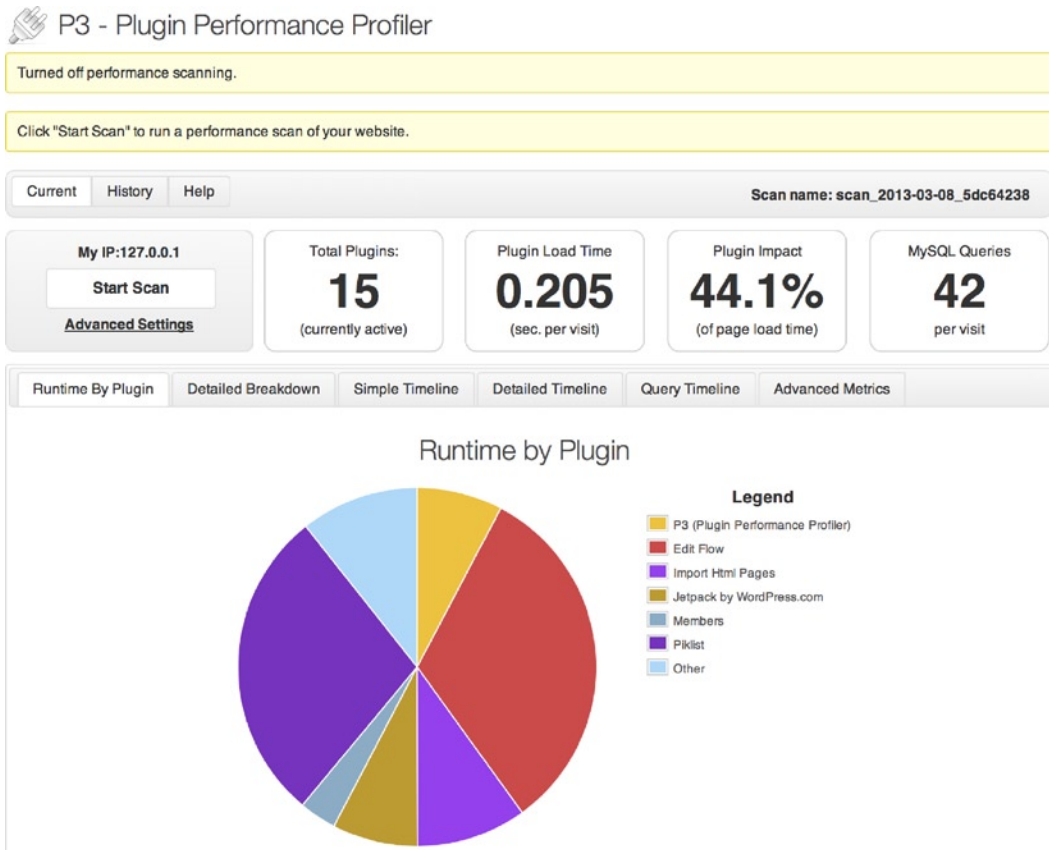 P3 - Plugin Performance Profiler
Turned off performance scanning.
Click "Start Scan" to run a performance scan of your website.
Current History Help Scan name: scan_2013-03-08_5dc64238
My IP:127.0.0.1
Start Scan
Advanced Settings
Total Plugins:
15
(currently active)
Plugin Load Time
0.205
(sec. per visit)
Plugin Impact
44.1%
(of page load time)
MySQL Queries
42
per visit
Runtime By Plugin Detailed Breakdown Simple Timeline Detailed Timeline Query Timeline Advanced Metrics
Runtime by Plugin
Legend
P3 (Plugin Performance Profiler)
Edit Flow
Import Html Pages
Jetpack by WordPress.com
Members
Piklist
Other